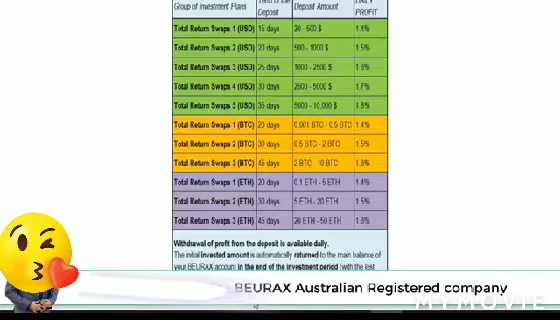 Group of Investment Plans Deposit Deposit Amount PROFIT
Total Return Swaps 1 (USD) 15 days 20 - 500 $ 1.4%
Total Return Swaps 2 (USD) 20 days 500 - 1000 $ 1.5%
Total Return Swaps 3 (USD) 25 days 1000 - 2500 $ 1.6%
Total Return Swaps 4 (USD) 30 days 2500 - 5000 $ 1.7%
Total Return Swaps 5 (USD) 35 days 5000 - 10,000 $ 1.8%
Total Return Swaps 1 (BTC) 20 days 0.001 BTC - 0.5 BTC 1.4%
Total Return Swaps 2 (BTC) 30 days 0.5 BTC - 2 BTC 1.5%
Total Return Swaps 3 (BTC) 45 days 2 BTC - 10 BTC 1.6%
Total Return Swaps 1 (ETH) 20 days 0.1 ETH - 5 ETH 1.4%
Total Return Swaps 2 (ETH) 30 days 5 ETH - 20 ETH 1.5%
Total Return Swaps 3 (ETH) 45 days 20 ETH - 50 ETH 1.6%
Withdrawal of profit from the deposit is available daily.
The initial invested amount is automatically returned to the main balance of
your BEURAX account in the end of the investment period (with the last
BEURAX Australian Registered company
MYMOVIE